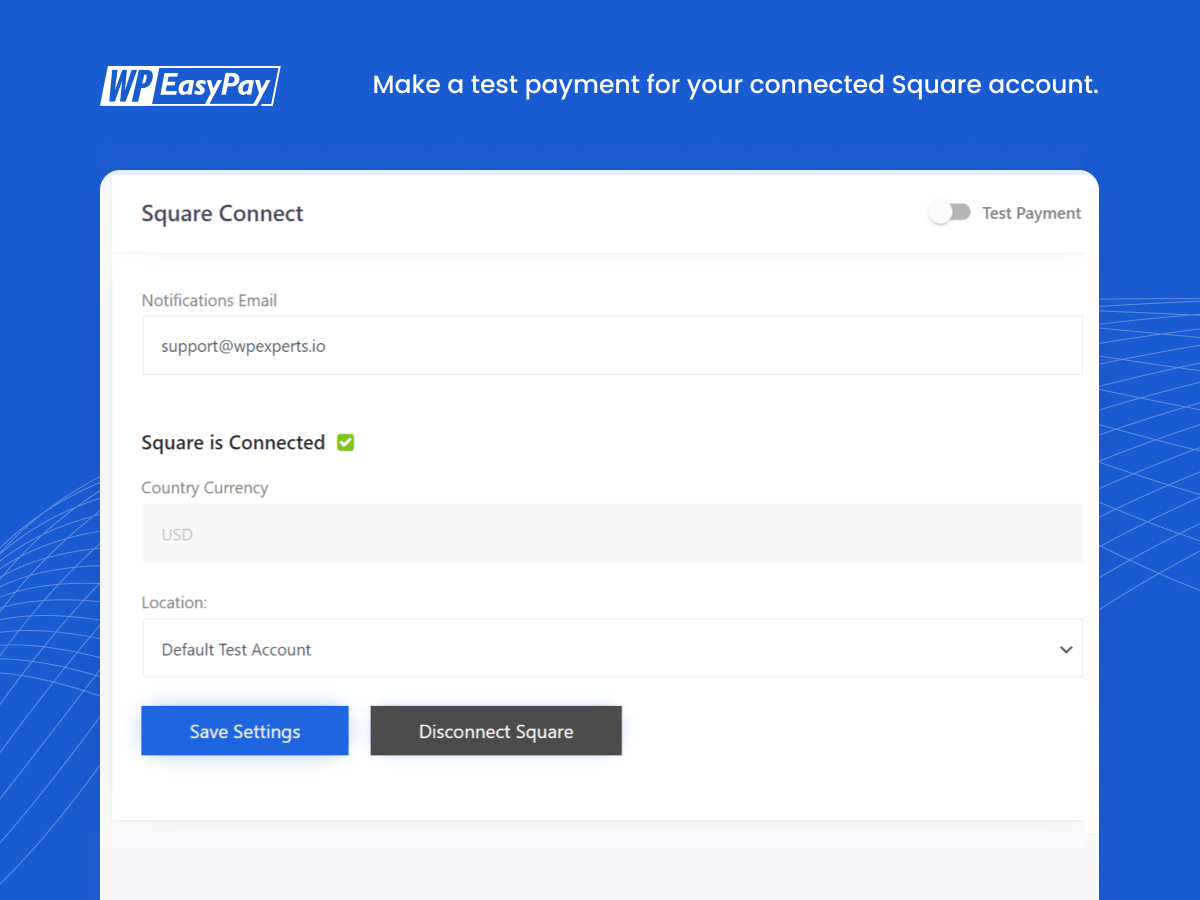 WP EasyPay
Make a test payment for your connected Square account.
Square Connect
Test Payment
Notifications Email
support@wpexperts.io
Square is Connected
Country Currency
USD
Location:
Default Test Account
Save Settings
Disconnect Square